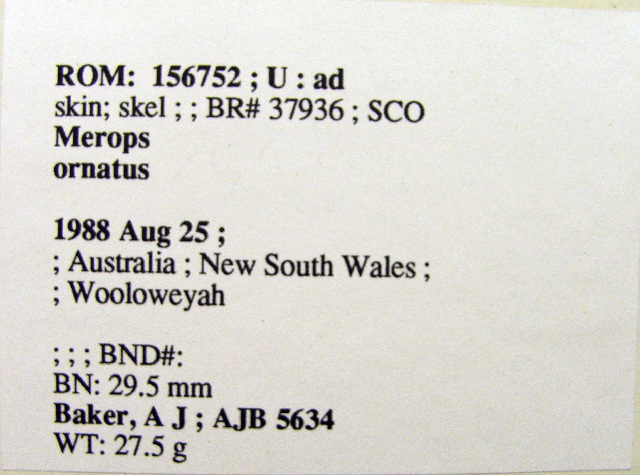 ROM: 156752 ; U : ad
skin; skel ; ; BR# 37936 ; SCO
Merops
ornatus
1988 Aug 25 ;
; Australia ; New South Wales ;
; Wooloweyah
; ; ; BND#:
BN: 29.5 mm
Baker, A J ; AJB 5634
WT: 27.5 g